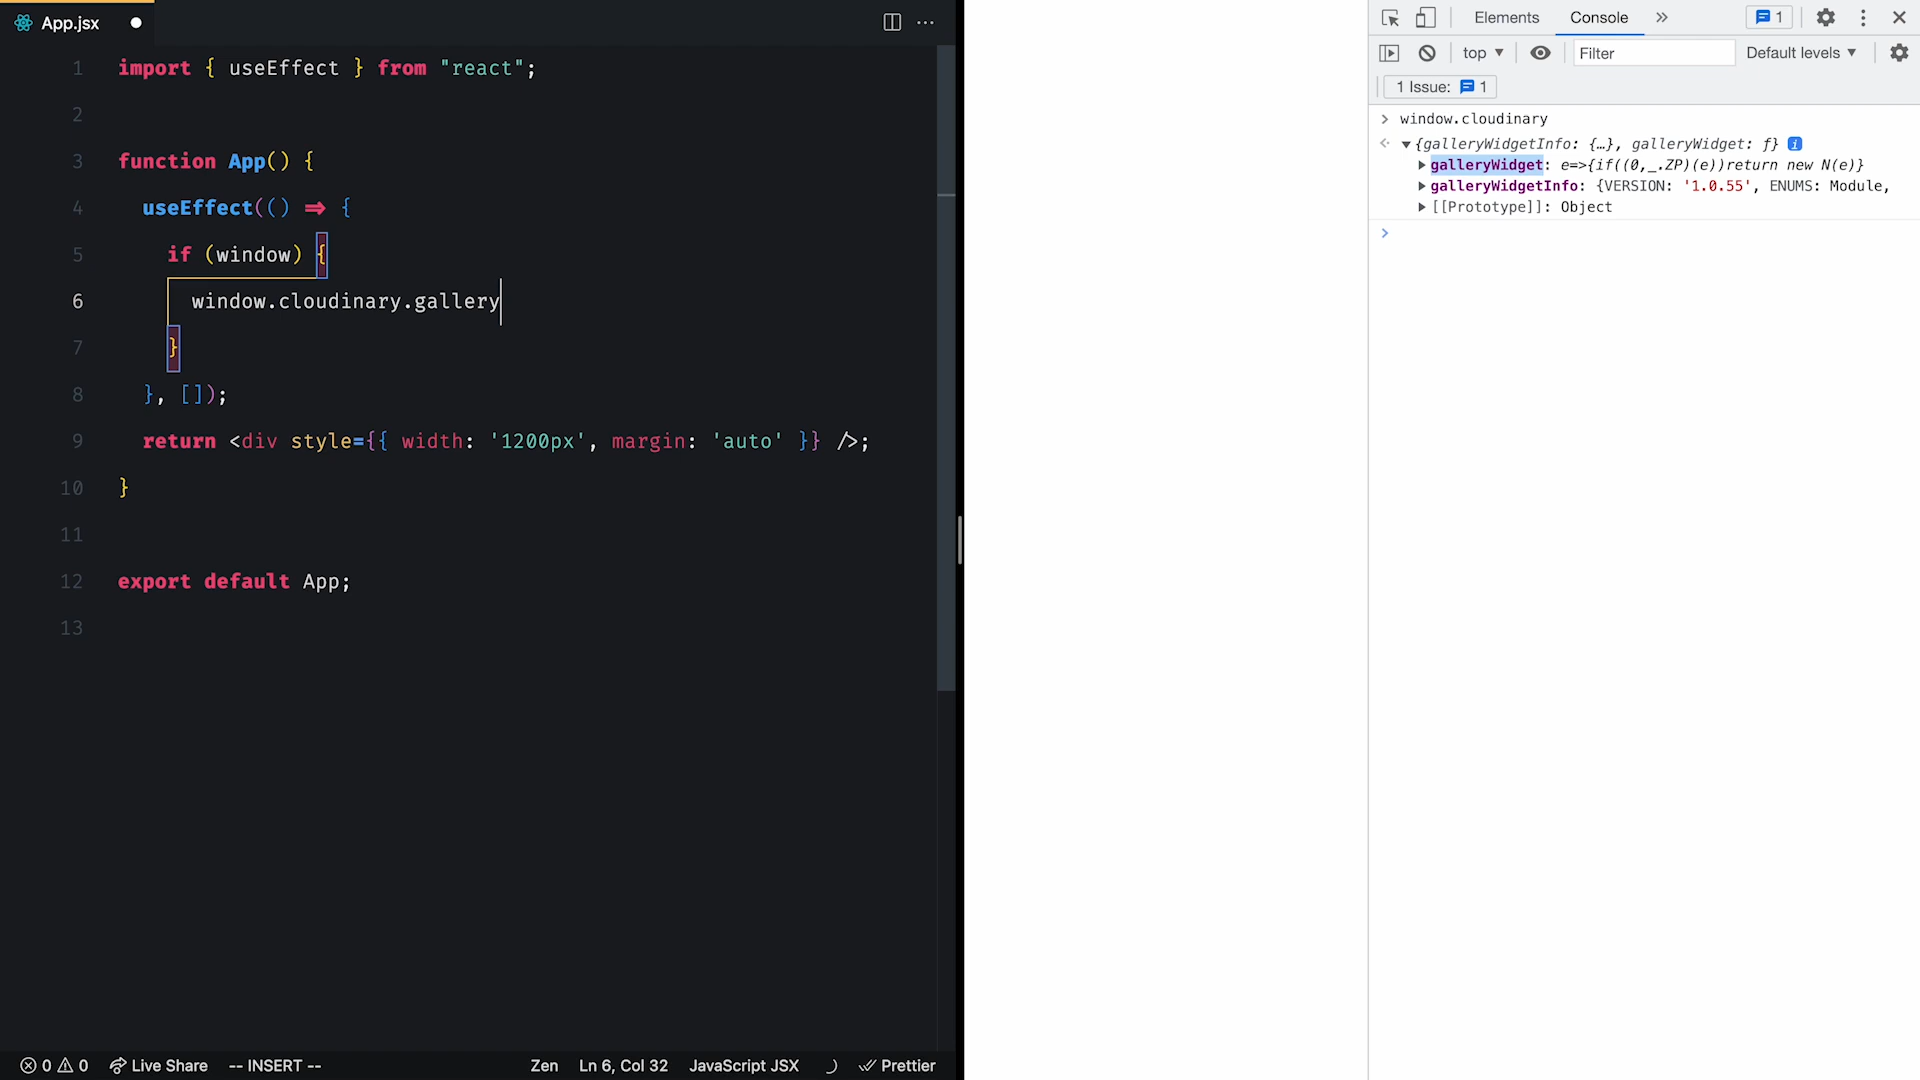 App.jsx
1 import { useEffect } from "react";
2
3 function App() {
4 useEffect(() => {
5 if (window) {
6 window.cloudinary.gallery
7 }
8 }, []);
9 return <div style={{ width: '1200px', margin: 'auto' }} />;
10 }
11
12 export default App;
13
0 0 Live Share -- INSERT -- Zen Ln 6, Col 32 JavaScript JSX Prettier
Elements Console 1
top Filter Default levels
1 Issue: 1
window.cloudinary
{galleryWidgetInfo: {…}, galleryWidget: ƒ} i
galleryWidget: e=>{if((0,_.ZP)(e))return new N(e)}
galleryWidgetInfo: {VERSION: '1.0.55', ENUMS: Module,
[[Prototype]]: Object